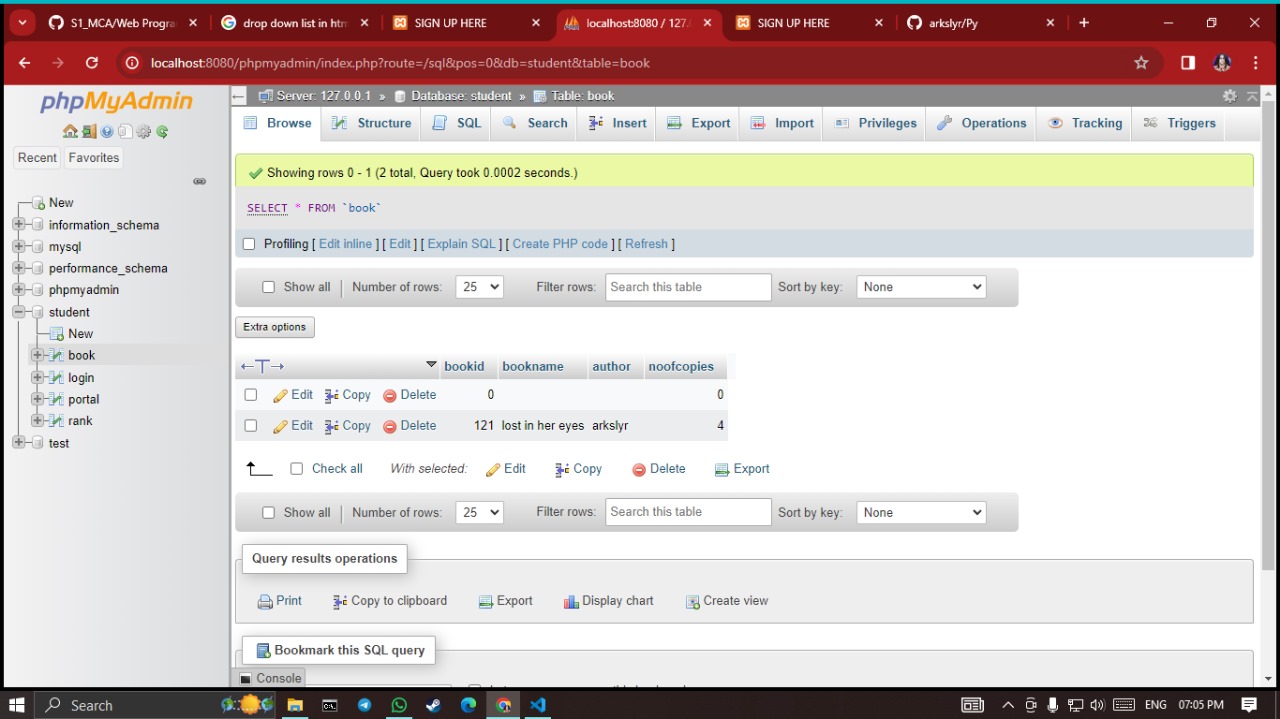 S1_MCA/Web Progra
drop down list in htm
SIGN UP HERE
localhost:8080 / 127.
SIGN UP HERE
arkslyr/Py
localhost:8080/phpmyadmin/index.php?route=/sql&pos=0&db=student&table=book
phpMyAdmin
Recent Favorites
New
information_schema
mysql
performance_schema
phpmyadmin
student
New
book
login
portal
rank
test
Server: 127.0.0.1 » Database: student » Table: book
Browse Structure SQL Search Insert Export Import Privileges Operations Tracking Triggers
Showing rows 0 - 1 (2 total, Query took 0.0002 seconds.)
SELECT * FROM `book`
Profiling [ Edit inline ] [ Edit ] [ Explain SQL ] [ Create PHP code ] [ Refresh ]
Show all Number of rows: 25 Filter rows: Search this table Sort by key: None
Extra options
bookid bookname author noofcopies
Edit Copy Delete 0 0
Edit Copy Delete 121 lost in her eyes arkslyr 4
Check all With selected: Edit Copy Delete Export
Show all Number of rows: 25 Filter rows: Search this table Sort by key: None
Query results operations
Print Copy to clipboard Export Display chart Create view
Bookmark this SQL query
Console
Search
ENG 07:05 PM